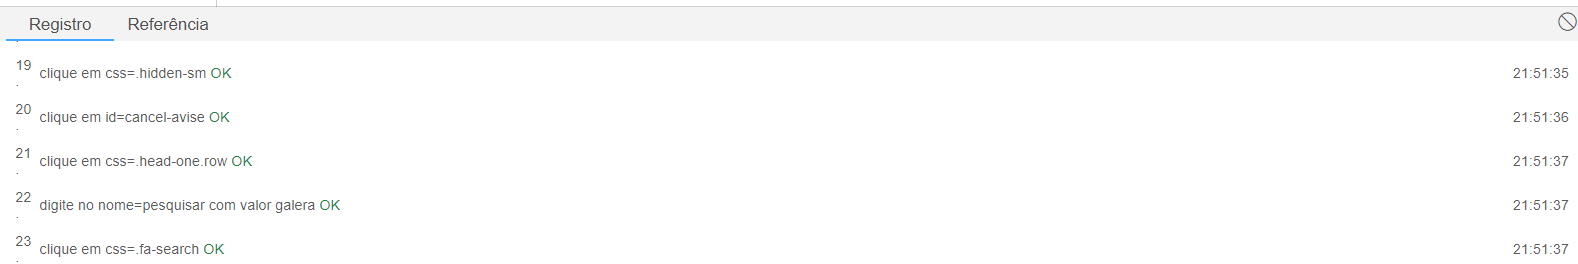 Registro Referência
19. clique em css=.hidden-sm OK 21:51:35
20. clique em id=cancel-avise OK 21:51:36
21. clique em css=.head-one.row OK 21:51:37
22. digite no nome=pesquisar com valor galera OK 21:51:37
23. clique em css=.fa-search OK 21:51:37